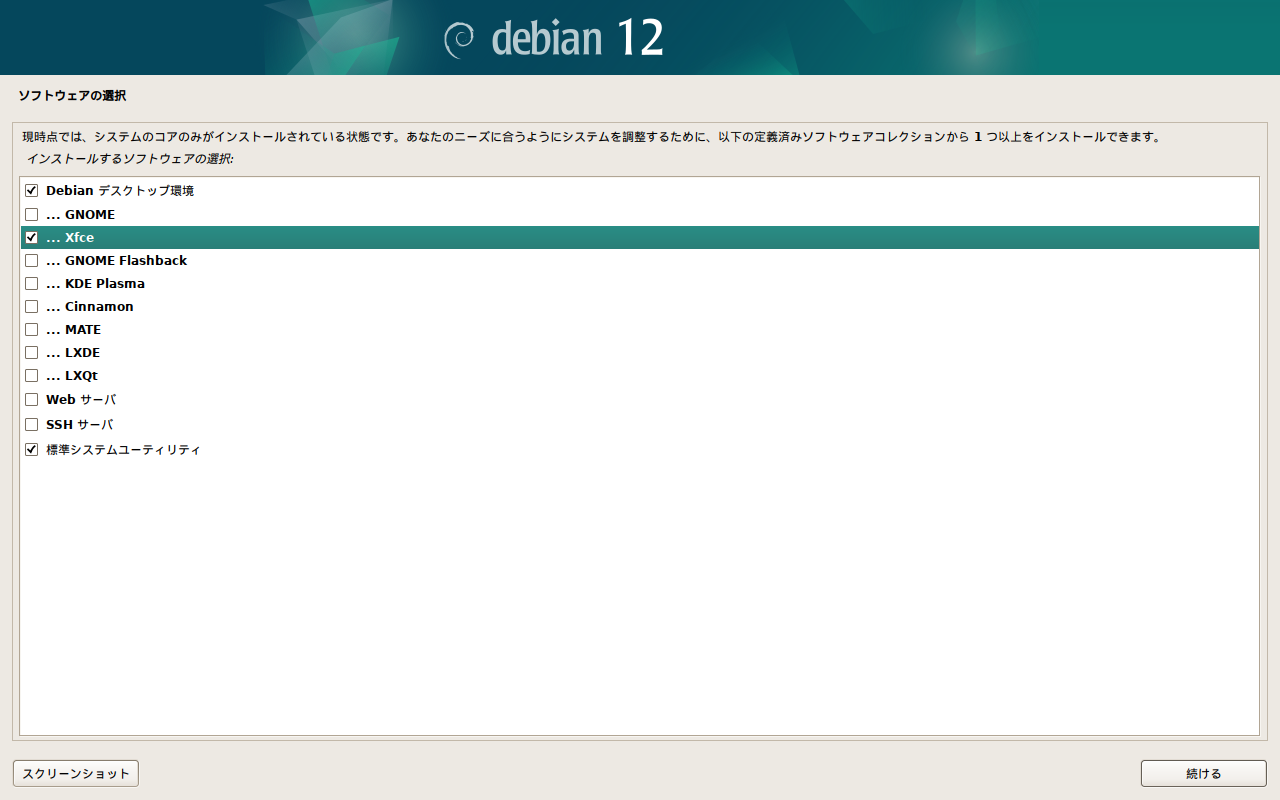 debian 12
ソフトウェアの選択
現時点では、システムのコアのみがインストールされている状態です。あなたのニーズに合うようにシステムを調整するために、以下の定義済みソフトウェアコレクションから 1 つ以上をインストールできます。
インストールするソフトウェアの選択:
Debian デスクトップ環境
... GNOME
... Xfce
... GNOME Flashback
... KDE Plasma
... Cinnamon
... MATE
... LXDE
... LXQt
Web サーバ
SSH サーバ
標準システムユーティリティ
スクリーンショット
続ける